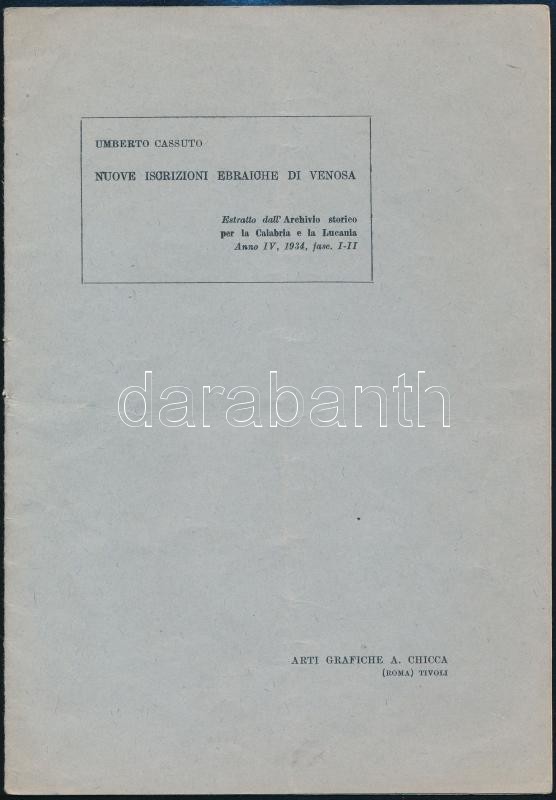 UMBERTO CASSUTO
NUOVE ISCRIZIONI EBRAICHE DI VENOSA
Estratto dall' Archivio storico
per la Calabria e la Lucania
Anno IV, 1934, fasc. I-II
darabanth
ARTI GRAFICHE A. CHICCA
(ROMA) TIVOLI